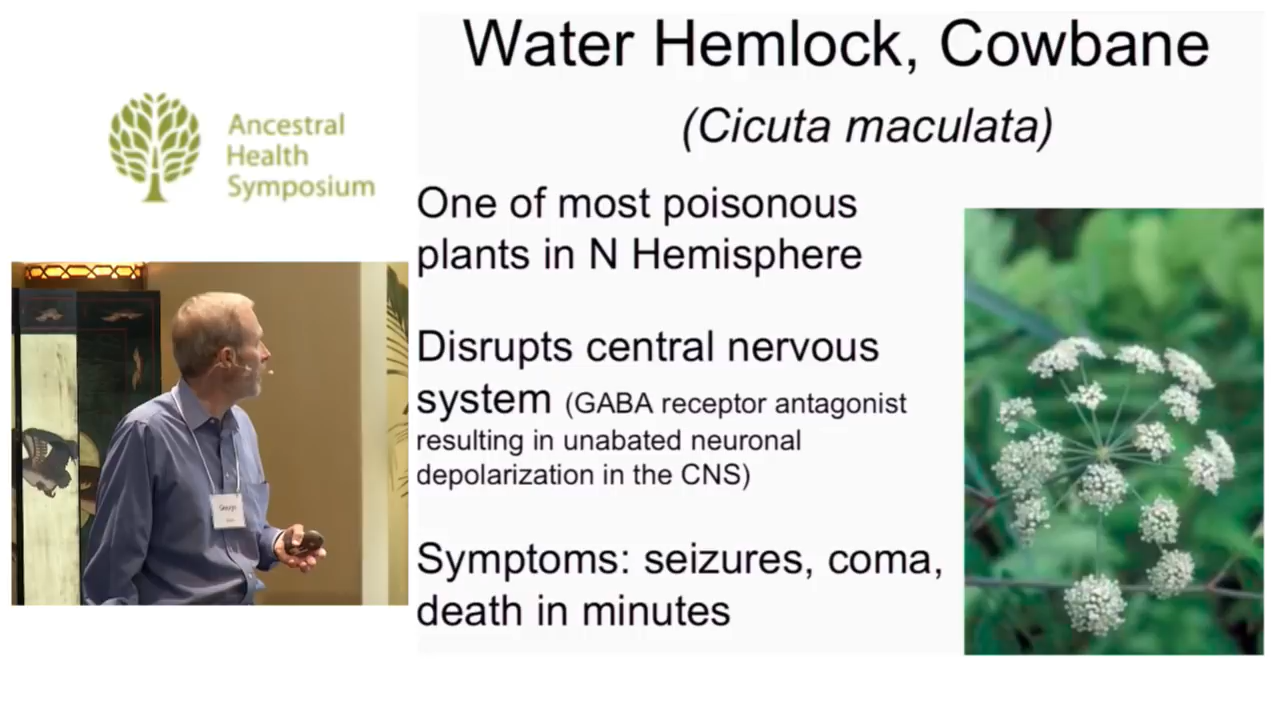 Water Hemlock, Cowbane
(Cicuta maculata)
Ancestral
Health
Symposium
One of most poisonous
plants in N Hemisphere
Disrupts central nervous
system (GABA receptor antagonist
resulting in unabated neuronal
depolarization in the CNS)
Symptoms: seizures, coma,
death in minutes
George